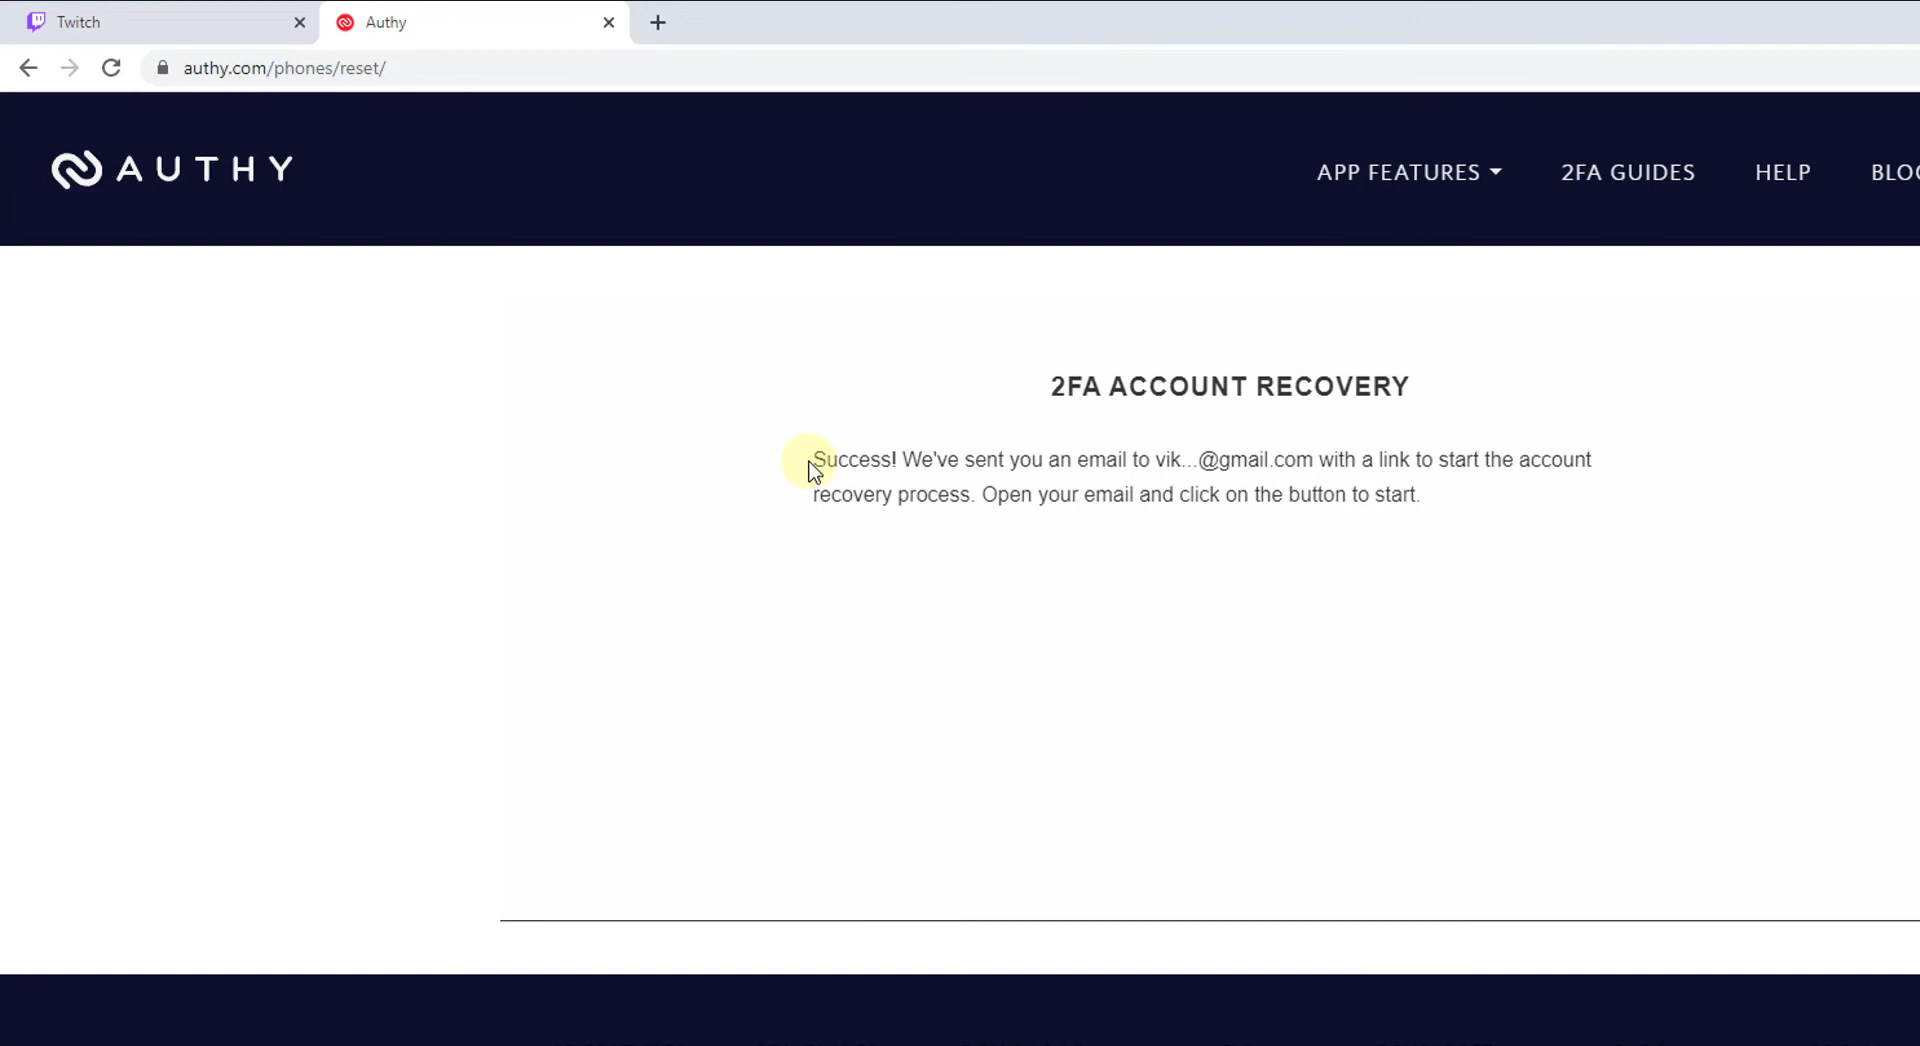 Twitch
Authy
authy.com/phones/reset/
AUTHY
APP FEATURES
2FA GUIDES
HELP
BLO
2FA ACCOUNT RECOVERY
Success! We've sent you an email to vik...@gmail.com with a link to start the account
recovery process. Open your email and click on the button to start.